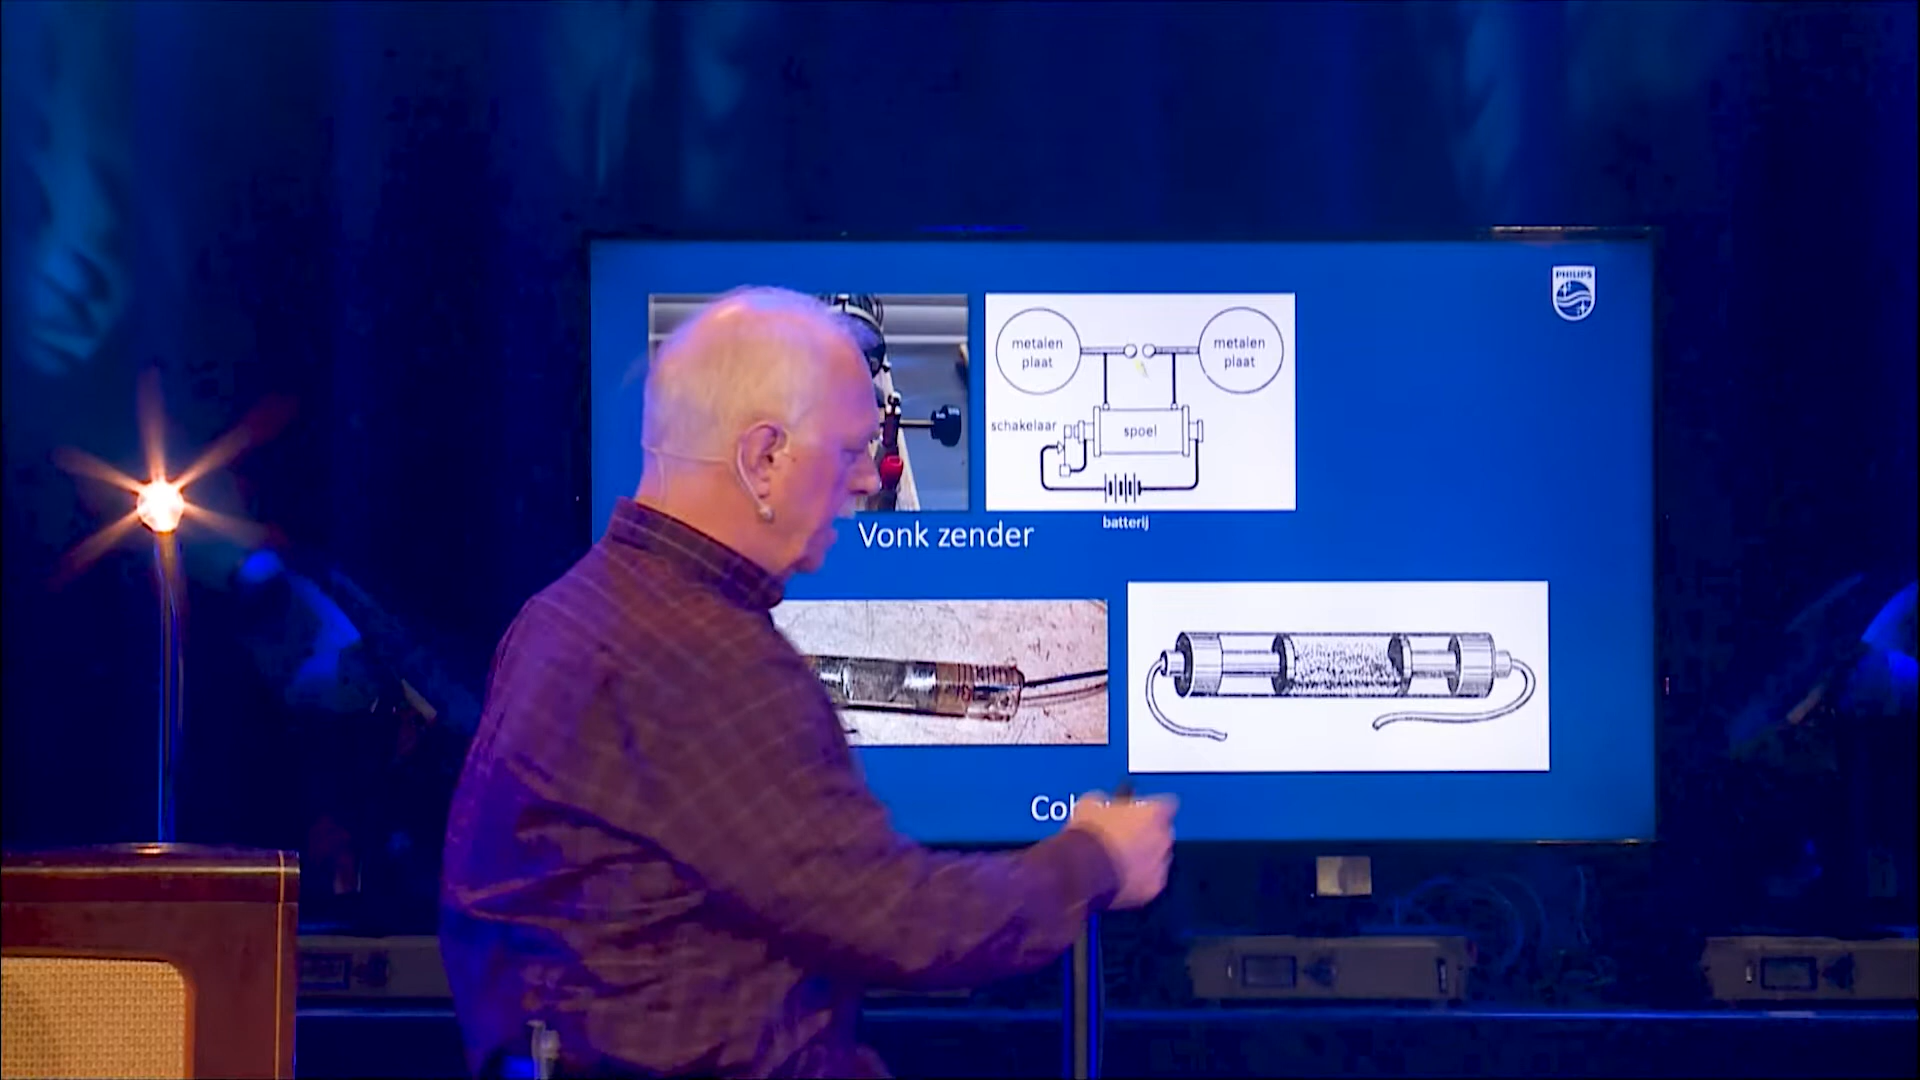 PHILIPS
metalen
plaat
metalen
plaat
schakelaar
spoel
batterij
Vonk zender